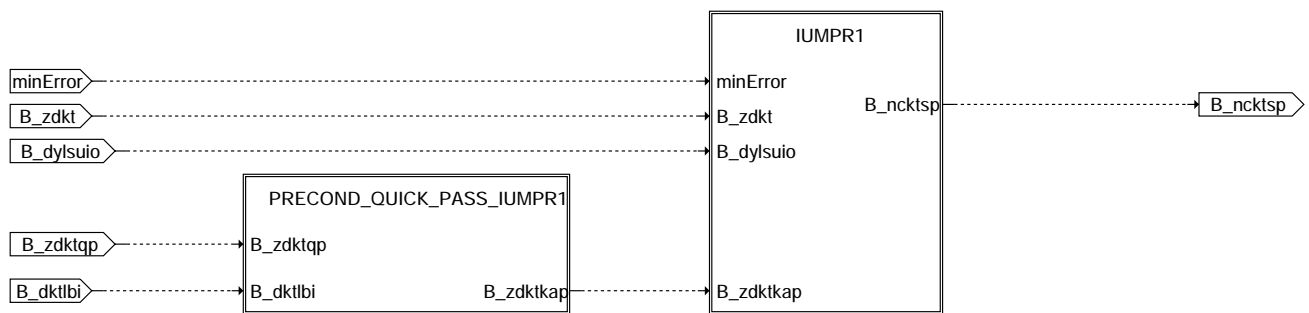 IUMPR1
minError
minError
B_ncktsp
B_ncktsp
B_zdkt
B_zdkt
B_dylsuio
B_dylsuio
PRECOND_QUICK_PASS_IUMPR1
B_zdktqp
B_zdktqp
B_dktlbi
B_dktlbi
B_zdktkap
B_zdktkap